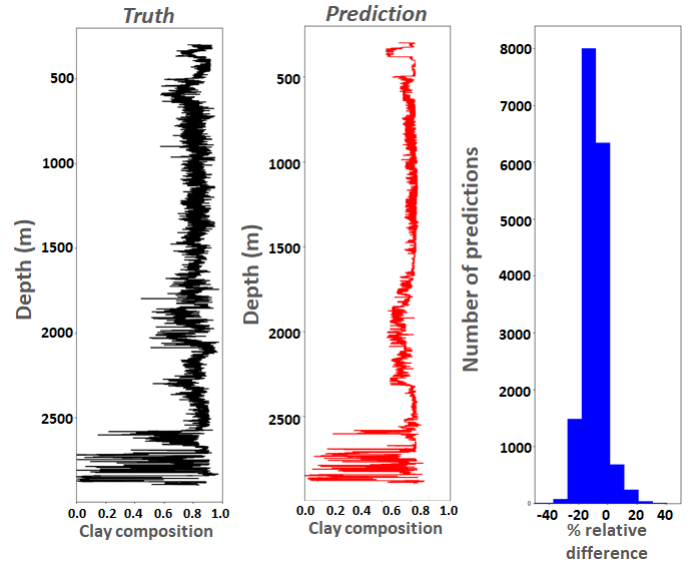 Truth
Prediction
500
1000
1500
2000
2500
Depth (m)
0.0 0.2 0.4 0.6 0.8 1.0
Clay composition
500
1000
1500
2000
2500
Depth (m)
0.0 0.2 0.4 0.6 0.8 1.0
Clay composition
8000
7000
6000
5000
4000
3000
2000
1000
0
Number of predictions
-40 -20 0 20 40
% relative
difference